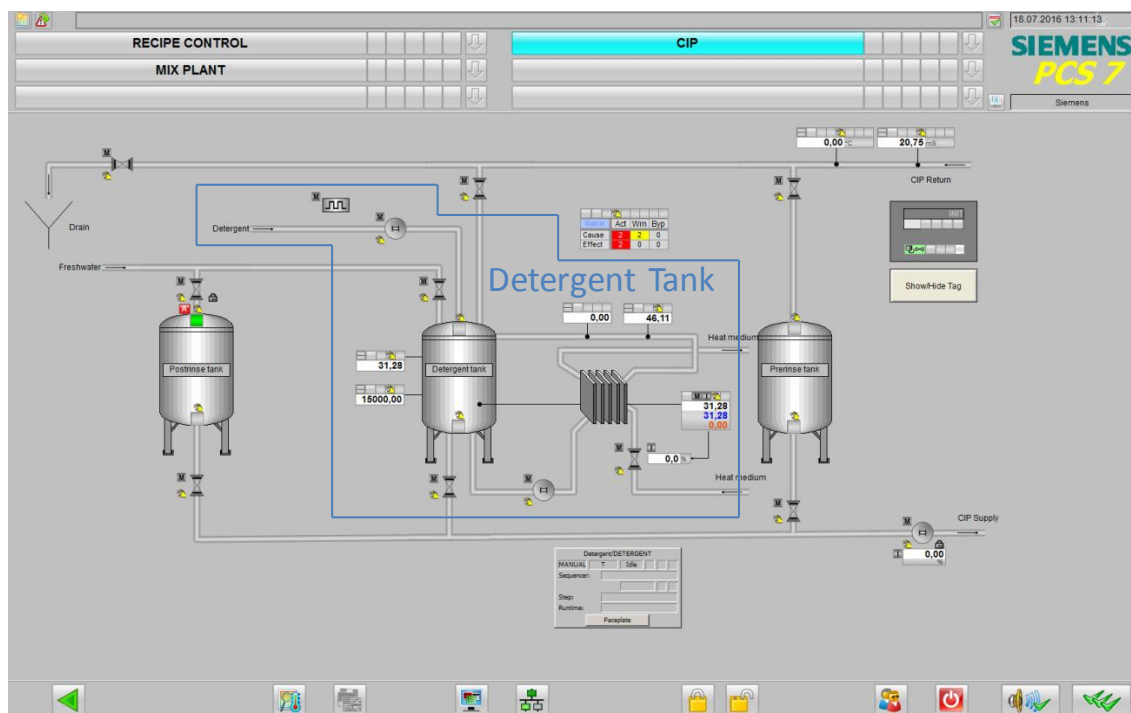 18.07.2016 13:11:13
RECIPE CONTROL
CIP
SIEMENS
PCS 7
MIX PLANT
Siemens
M
0,00 °C
20,75 mS
CIP Return
M
M
INIT
M
Drain
Detergent
M
Matrix Act Wrn Byp
Cause 2 2 0
Effect 2 0 0
Freshwater
M
M
Detergent Tank
Show/Hide Tag
0,00
46,11
Heat medium
31,28
Postrinse tank
Detergent tank
Prerinse tank
15000,00
M I
31,28
31,28
0,00
M
I
0,0 %
M
M
M
Heat medium
M
CIP Supply
M
I
0,00
%
Detergant/DETERGENT
MANUAL T Idle
Sequencer:
Step:
Runtime:
Faceplate